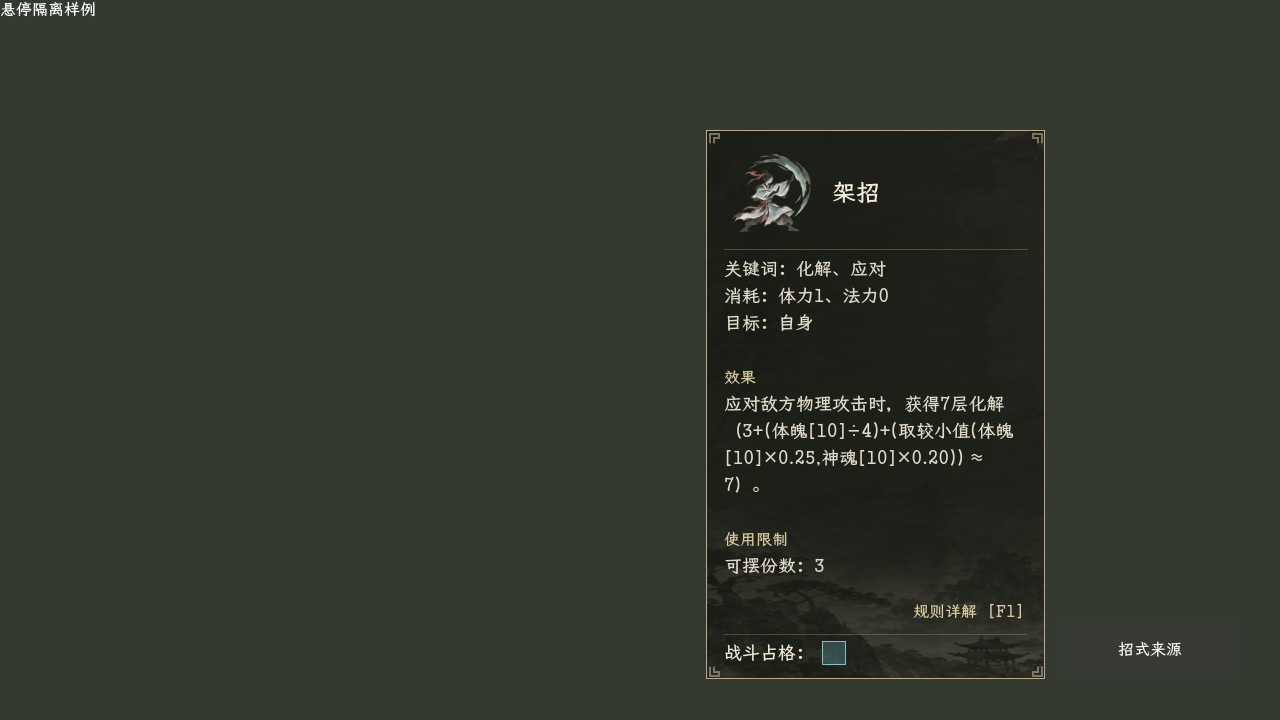 悬停隔离样例
架招
关键词：化解、应对
消耗：体力1、法力0
目标：自身
效果
应对敌方物理攻击时，获得7层化解
（3+(体魄[10]÷4)+(取较小值(体魄
[10]×0.25,神魂[10]×0.20)) ≈
7）。
使用限制
可摆份数：3
规则详解 [F1]
战斗占格：
招式来源